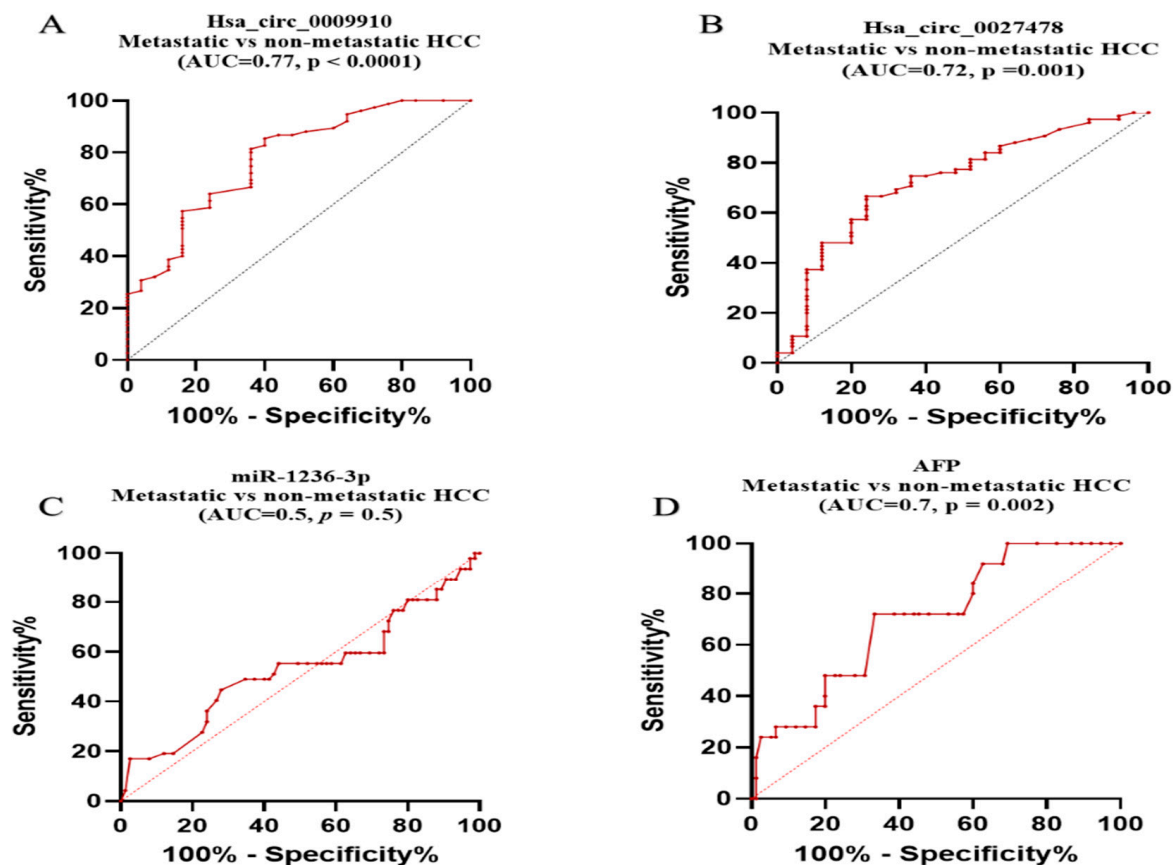 A
Hsa_circ_0009910
Metastatic vs non-metastatic HCC
(AUC=0.77, p < 0.0001)
100
80
60
40
20
0
Sensitivity%
0 20 40 60 80 100
100% - Specificity%
B
Hsa_circ_0027478
Metastatic vs non-metastatic HCC
(AUC=0.72, p =0.001)
100
80
60
40
20
0
Sensitivity%
0 20 40 60 80 100
100% - Specificity%
C
miR-1236-3p
Metastatic vs non-metastatic HCC
(AUC=0.5, p = 0.5)
100
80
60
40
20
0
Sensitivity%
0 20 40 60 80 100
100% - Specificity%
D
AFP
Metastatic vs non-metastatic HCC
(AUC=0.7, p = 0.002)
100
80
60
40
20
0
Sensitivity%
0 20 40 60 80 100
100% - Specificity%